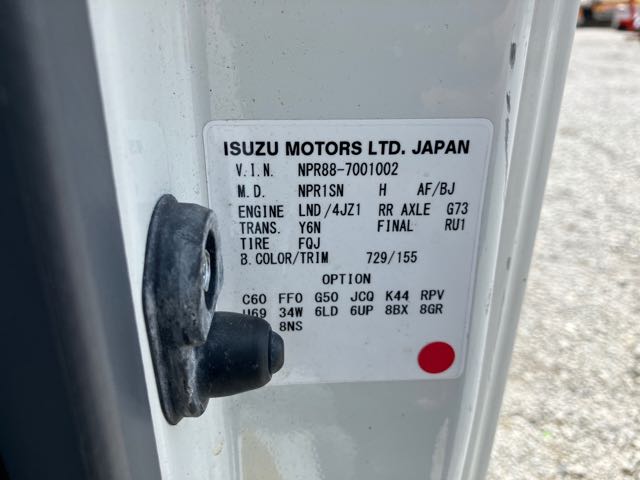 ISUZU MOTORS LTD. JAPAN
V.I.N. NPR88-7001002
M.D. NPR1SN H AF/BJ
ENGINE LND/4JZ1 RR AXLE G73
TRANS. Y6N FINAL RU1
TIRE FQJ
B.COLOR/TRIM 729/155
OPTION
C60 FF0 G50 JCQ K44 RPV
34W 6LD 6UP 8BX 8GR
8NS